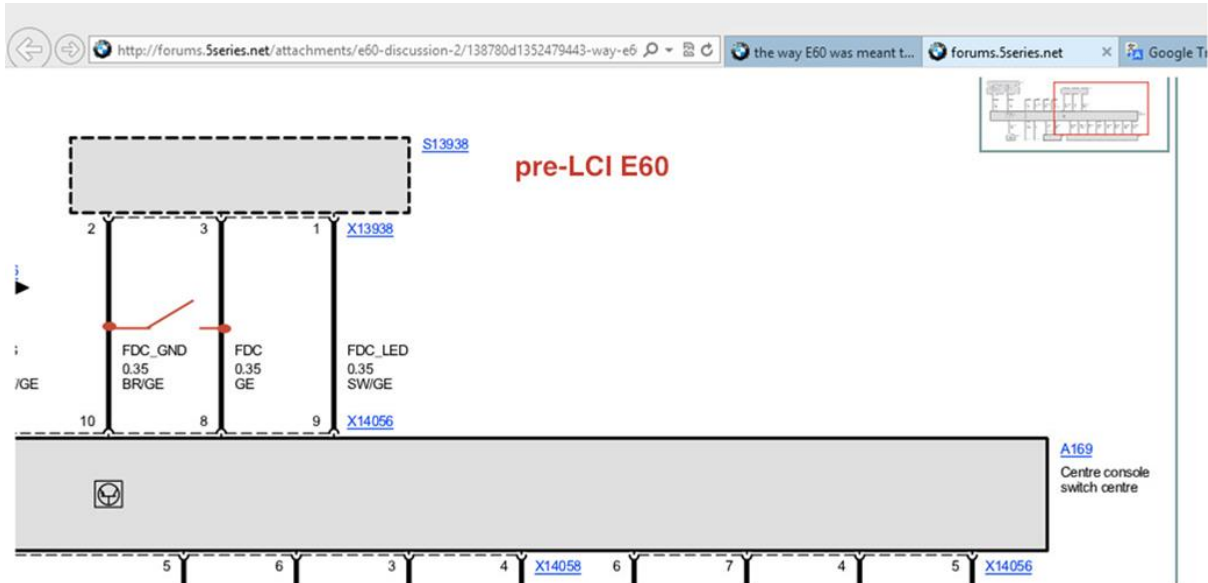 http://forums.5series.net/attachments/e60-discussion-2/138780d1352479443-way-e6
the way E60 was meant t...
forums.5series.net
Google Tr
S13938
pre-LCI E60
2 3 1 X13938
FDC_GND FDC FDC_LED
0.35 0.35 0.35
/GE BR/GE GE SW/GE
10 8 9 X14056
A169
Centre console
switch centre
5 6 3 4 X14058 6 7 4 5 X14056